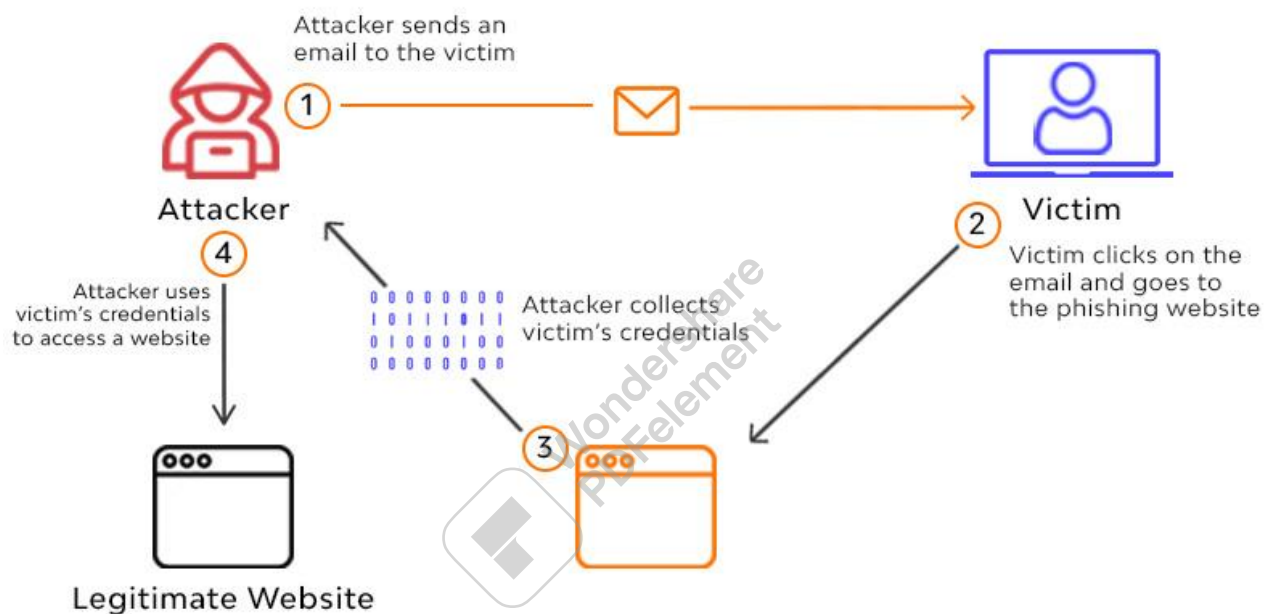 Attacker sends an
email to the victim
1
Attacker
Victim
2
Victim clicks on the
email and goes to
the phishing website
4
Attacker uses
victim's credentials
to access a website
0 0 0 0 0 0 0 0
1 0 1 1 1 0 1 1
0 1 0 0 0 1 0 0
0 0 0 0 0 0 0 0
Attacker collects
victim's credentials
3
Wondershare
PDFelement
Legitimate Website